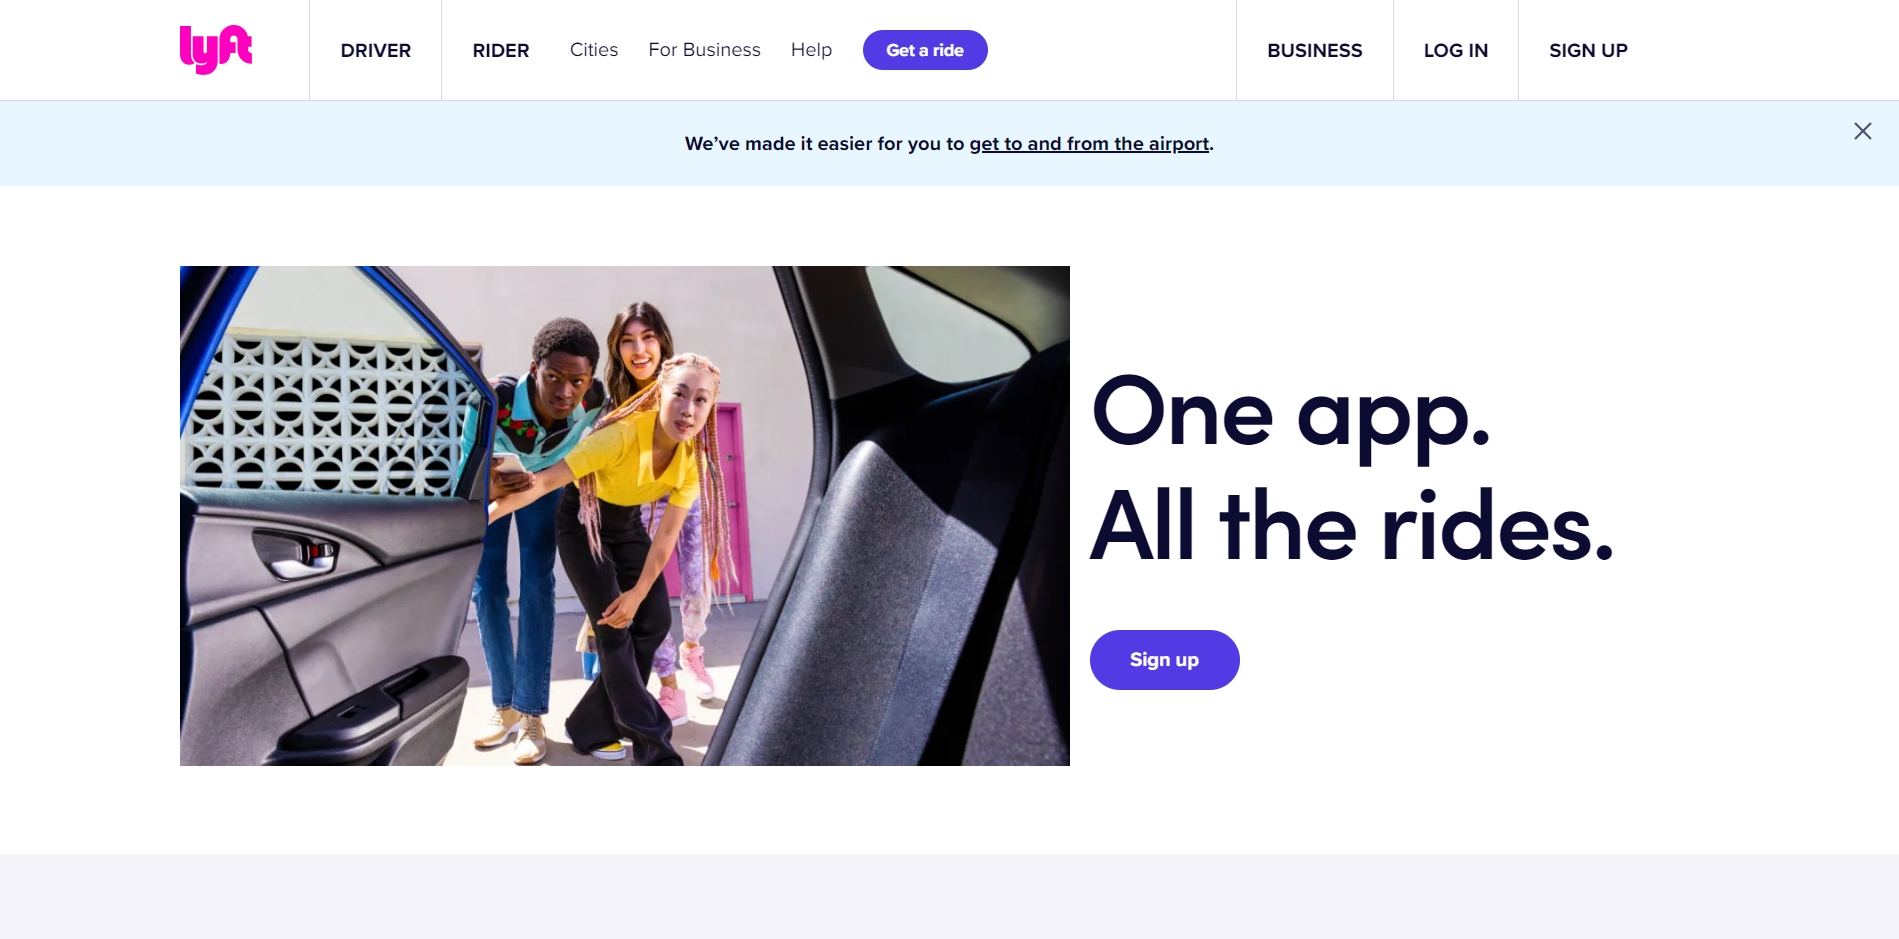 lyft
DRIVER
RIDER
Cities
For Business
Help
Get a ride
BUSINESS
LOG IN
SIGN UP
We’ve made it easier for you to get to and from the airport.
One app.
All the rides.
Sign up